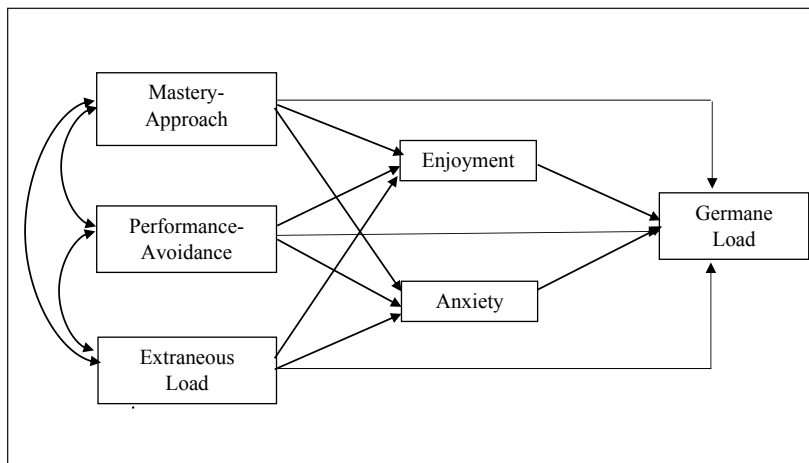 Mastery-
Approach
Enjoyment
Performance-
Avoidance
Germane
Load
Anxiety
Extraneous
Load